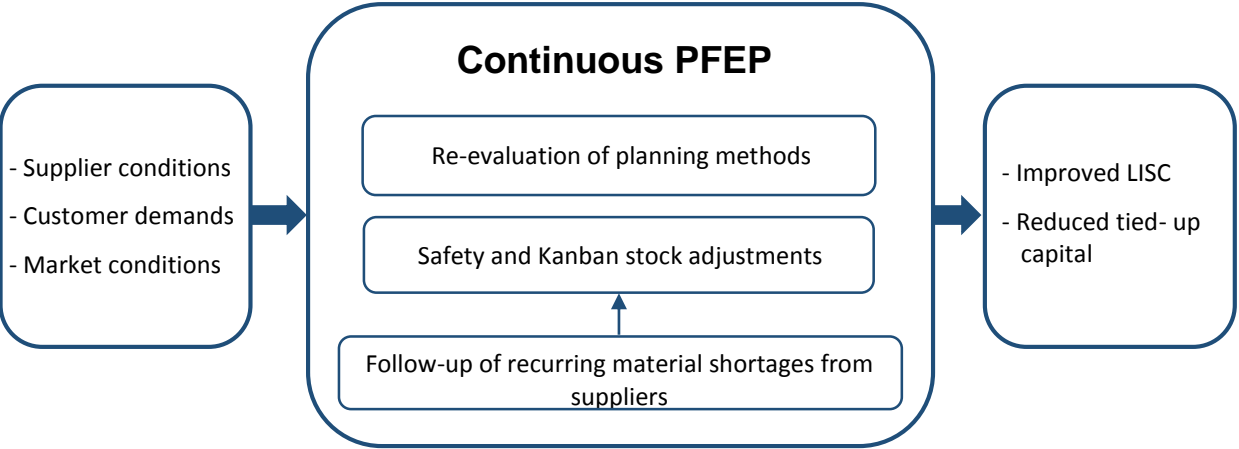 Continuous PFEP
- Supplier conditions
- Customer demands
- Market conditions
Re-evaluation of planning methods
Safety and Kanban stock adjustments
Follow-up of recurring material shortages from
suppliers
- Improved LISC
- Reduced tied- up
capital